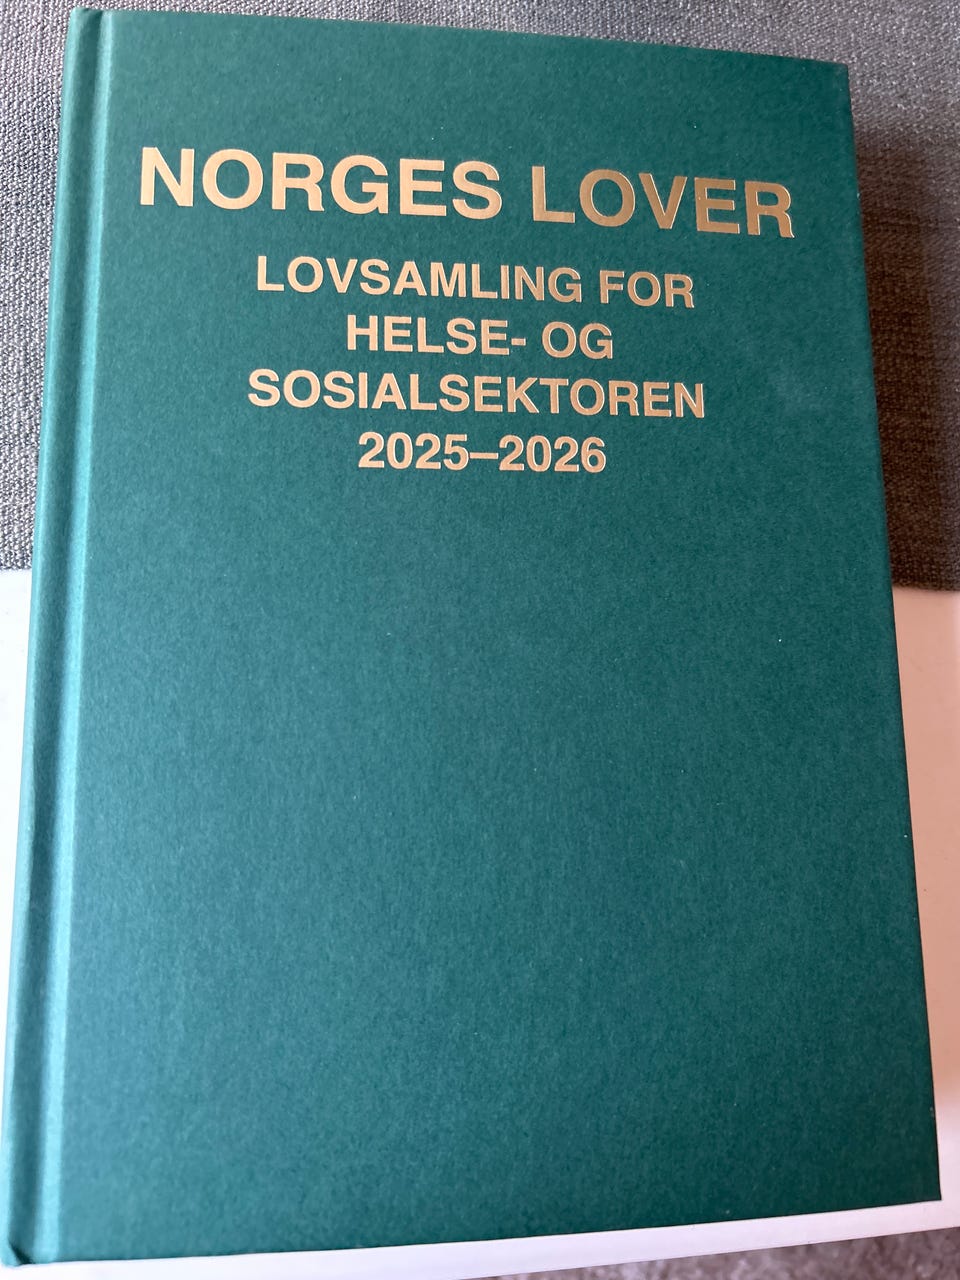 NORGES LOVER
LOVSAMLING FOR
HELSE- OG
SOSIALSEKTOREN
2025–2026